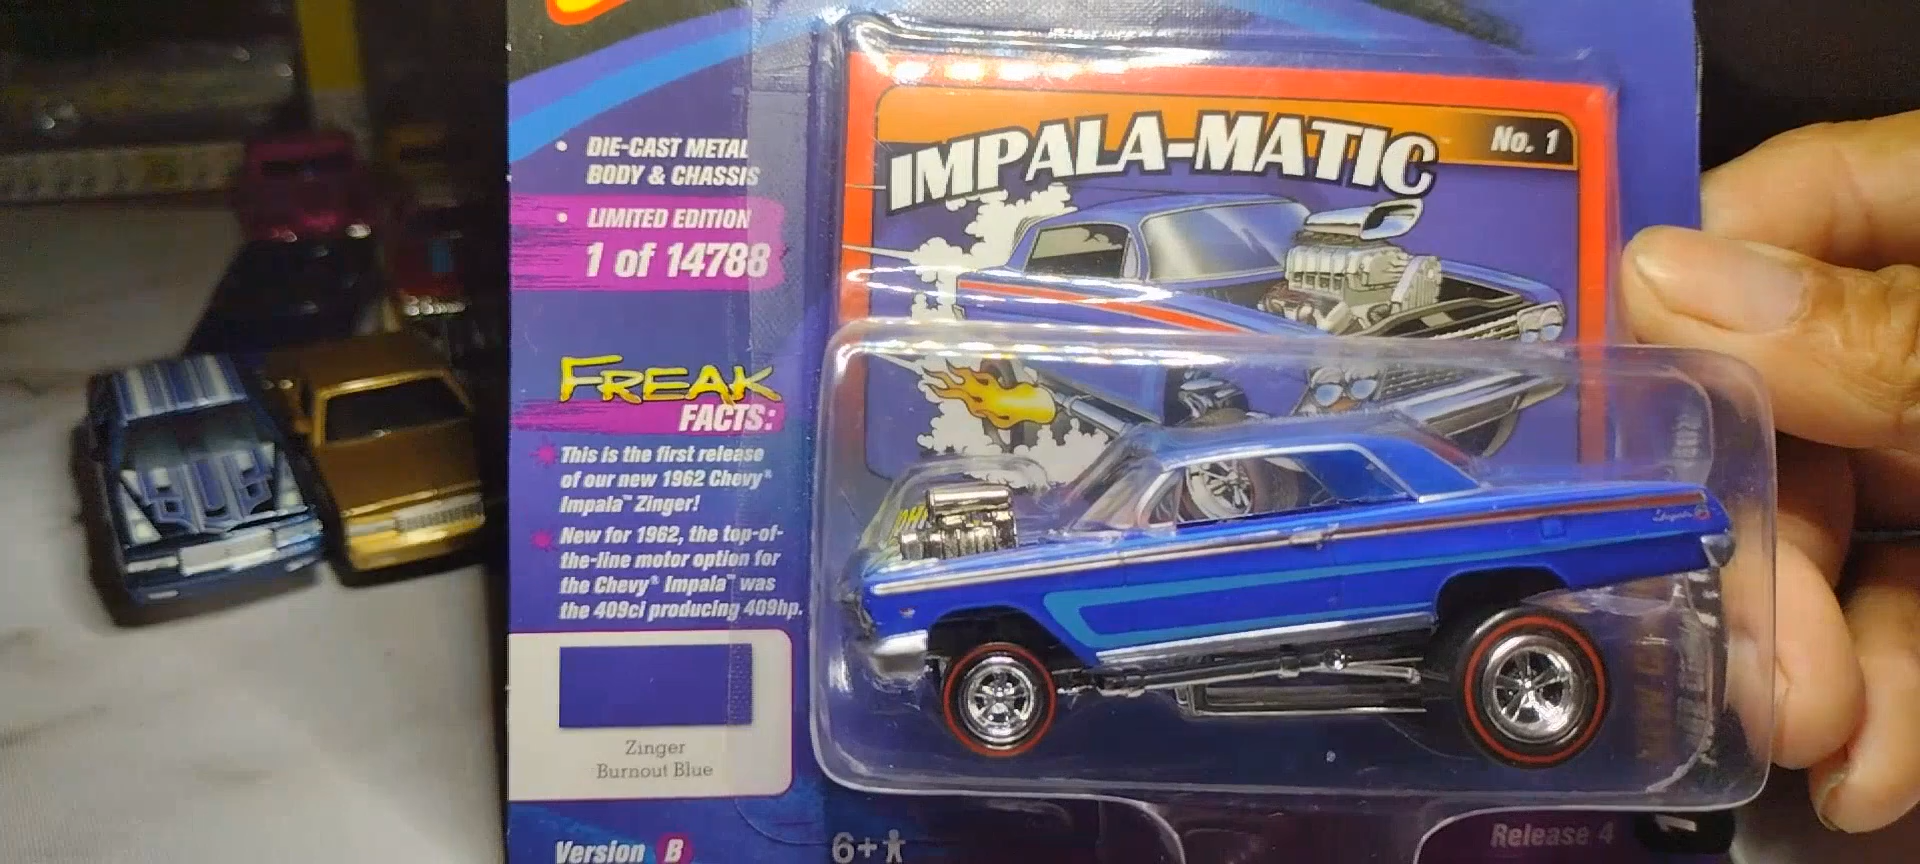 • DIE-CAST METAL
BODY & CHASSIS
• LIMITED EDITION
1 of 14788
FREAK
FACTS:
This is the first release
of our new 1962 Chevy®
Impala™ Zinger!
New for 1962, the top-of-
the-line motor option for
the Chevy® Impala™ was
the 409ci producing 409hp.
Zinger
Burnout Blue
Version B
6+
IMPALA-MATIC
No. 1
Impala
Release 4
1